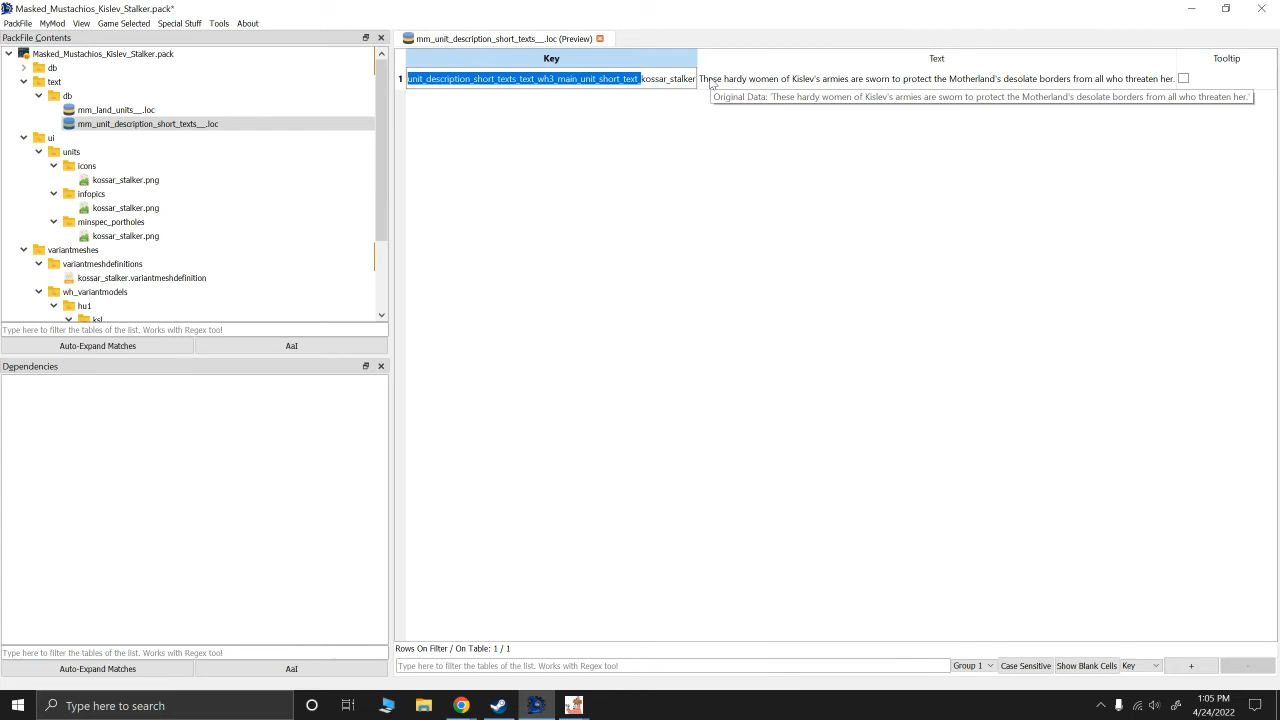 Masked_Mustachios_Kislev_Stalker.pack*
PackFile MyMod View Game Selected Special Stuff Tools About
PackFile Contents
Masked_Mustachios_Kislev_Stalker.pack
db
text
db
mm_land_units__.loc
mm_unit_description_short_texts__.loc
ui
units
icons
kossar_stalker.png
infopics
kossar_stalker.png
minspec_portholes
kossar_stalker.png
variantmeshes
variantmeshdefinitions
kossar_stalker.variantmeshdefinition
wh_variantmodels
hu1
ksl
Type here to filter the tables of the list. Works with Regex too!
Auto-Expand Matches AaI
Dependencies
Type here to filter the tables of the list. Works with Regex too!
Auto-Expand Matches AaI
mm_unit_description_short_texts__.loc (Preview)
Key Text Tooltip
1 unit_description_short_texts_text_wh3_main_unit_short_text_kossar_stalker These hardy women of Kislev's armies are sworn to protect the Motherland's desolate borders from all who threaten her.
Original Data: 'These hardy women of Kislev's armies are sworn to protect the Motherland's desolate borders from all who threaten her.'
Rows On Filter / On Table: 1 / 1
Type here to filter the tables of the list. Works with Regex too! Group 1 Case Sensitive Show Blank Cells Key + -
Type here to search
1:05 PM
4/24/2022